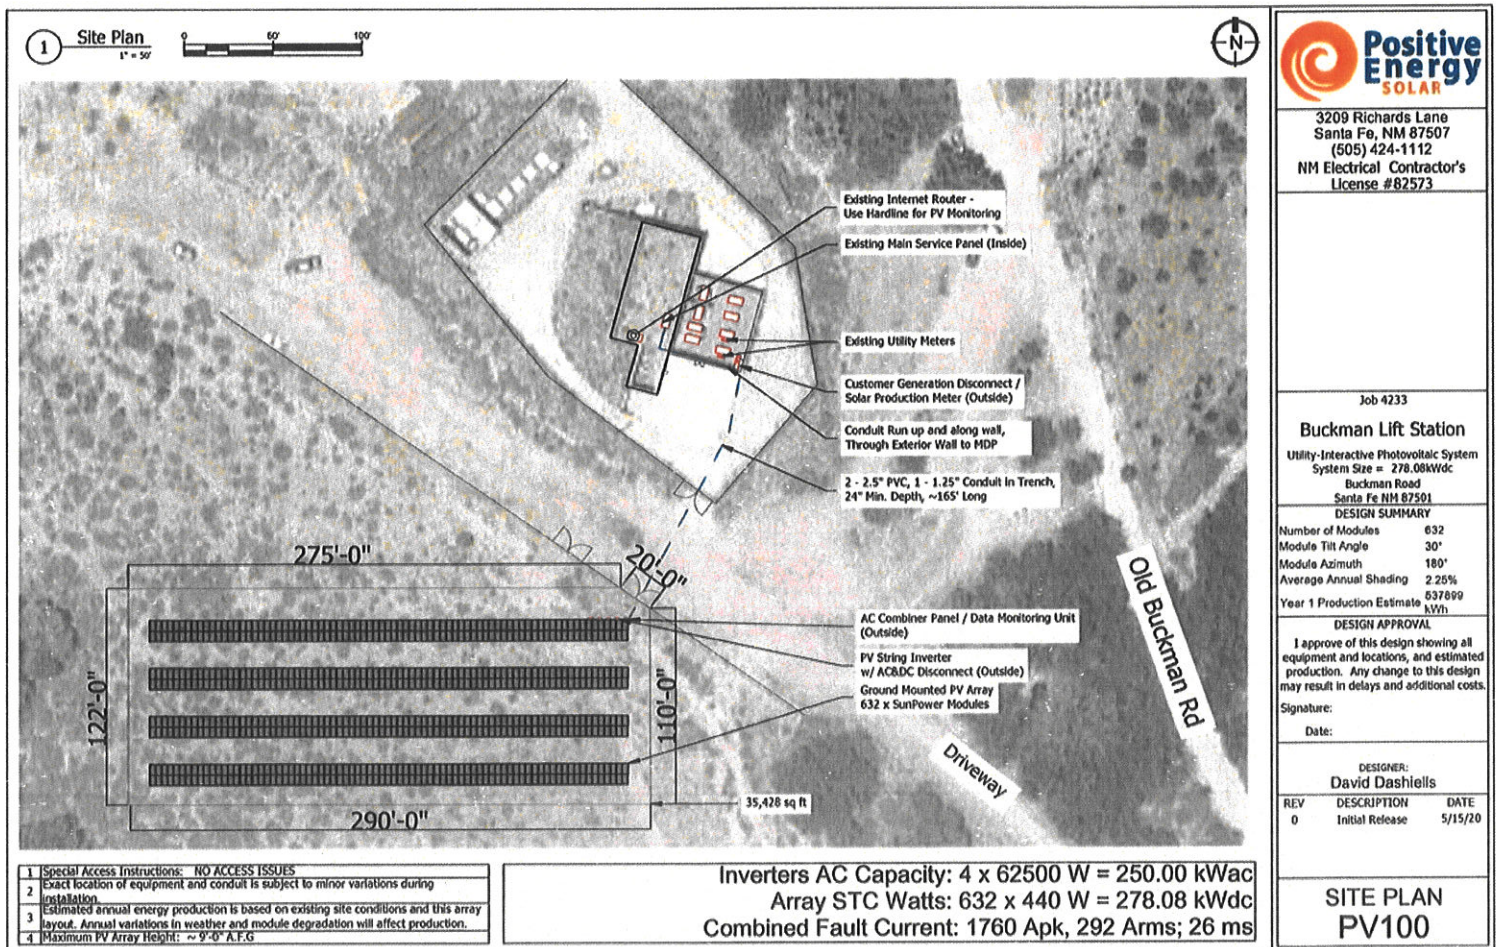 1
Site Plan
1" = 50'
0 50' 100'
N
Existing Internet Router -
Use Hardline for PV Monitoring
Existing Main Service Panel (Inside)
Existing Utility Meters
Customer Generation Disconnect /
Solar Production Meter (Outside)
Conduit Run up and along wall,
Through Exterior Wall to MDP
2 - 2.5" PVC, 1 - 1.25" Conduit in Trench,
24" Min. Depth, ~165' Long
275'-0"
20'-0"
122'-0"
110'-0"
290'-0"
AC Combiner Panel / Data Monitoring Unit
(Outside)
PV String Inverter
w/ AC&DC Disconnect (Outside)
Ground Mounted PV Array
632 x SunPower Modules
35,428 sq ft
Old Buckman Rd
Driveway
1 Special Access Instructions: NO ACCESS ISSUES
2 Exact location of equipment and conduit is subject to minor variations during
installation.
3 Estimated annual energy production is based on existing site conditions and this array
layout. Annual variations in weather and module degradation will affect production.
4 Maximum PV Array Height: ~ 9'-0" A.F.G
Inverters AC Capacity: 4 x 62500 W = 250.00 kWac
Array STC Watts: 632 x 440 W = 278.08 kWdc
Combined Fault Current: 1760 Apk, 292 Arms; 26 ms
Positive
Energy
SOLAR
3209 Richards Lane
Santa Fe, NM 87507
(505) 424-1112
NM Electrical Contractor's
License #82573
Job 4233
Buckman Lift Station
Utility-Interactive Photovoltaic System
System Size = 278.08kWdc
Buckman Road
Santa Fe NM 87501
DESIGN SUMMARY
Number of Modules 632
Module Tilt Angle 30°
Module Azimuth 180°
Average Annual Shading 2.25%
Year 1 Production Estimate 537899
kWh
DESIGN APPROVAL
I approve of this design showing all
equipment and locations, and estimated
production. Any change to this design
may result in delays and additional costs.
Signature:
Date:
DESIGNER:
David Dashiells
REV DESCRIPTION DATE
0 Initial Release 5/15/20
SITE PLAN
PV100